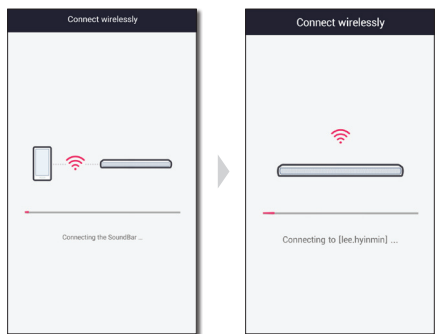 Connect wirelessly
Connecting the SoundBar ...
Connect wirelessly
Connecting to [lee.hyinmin] ...